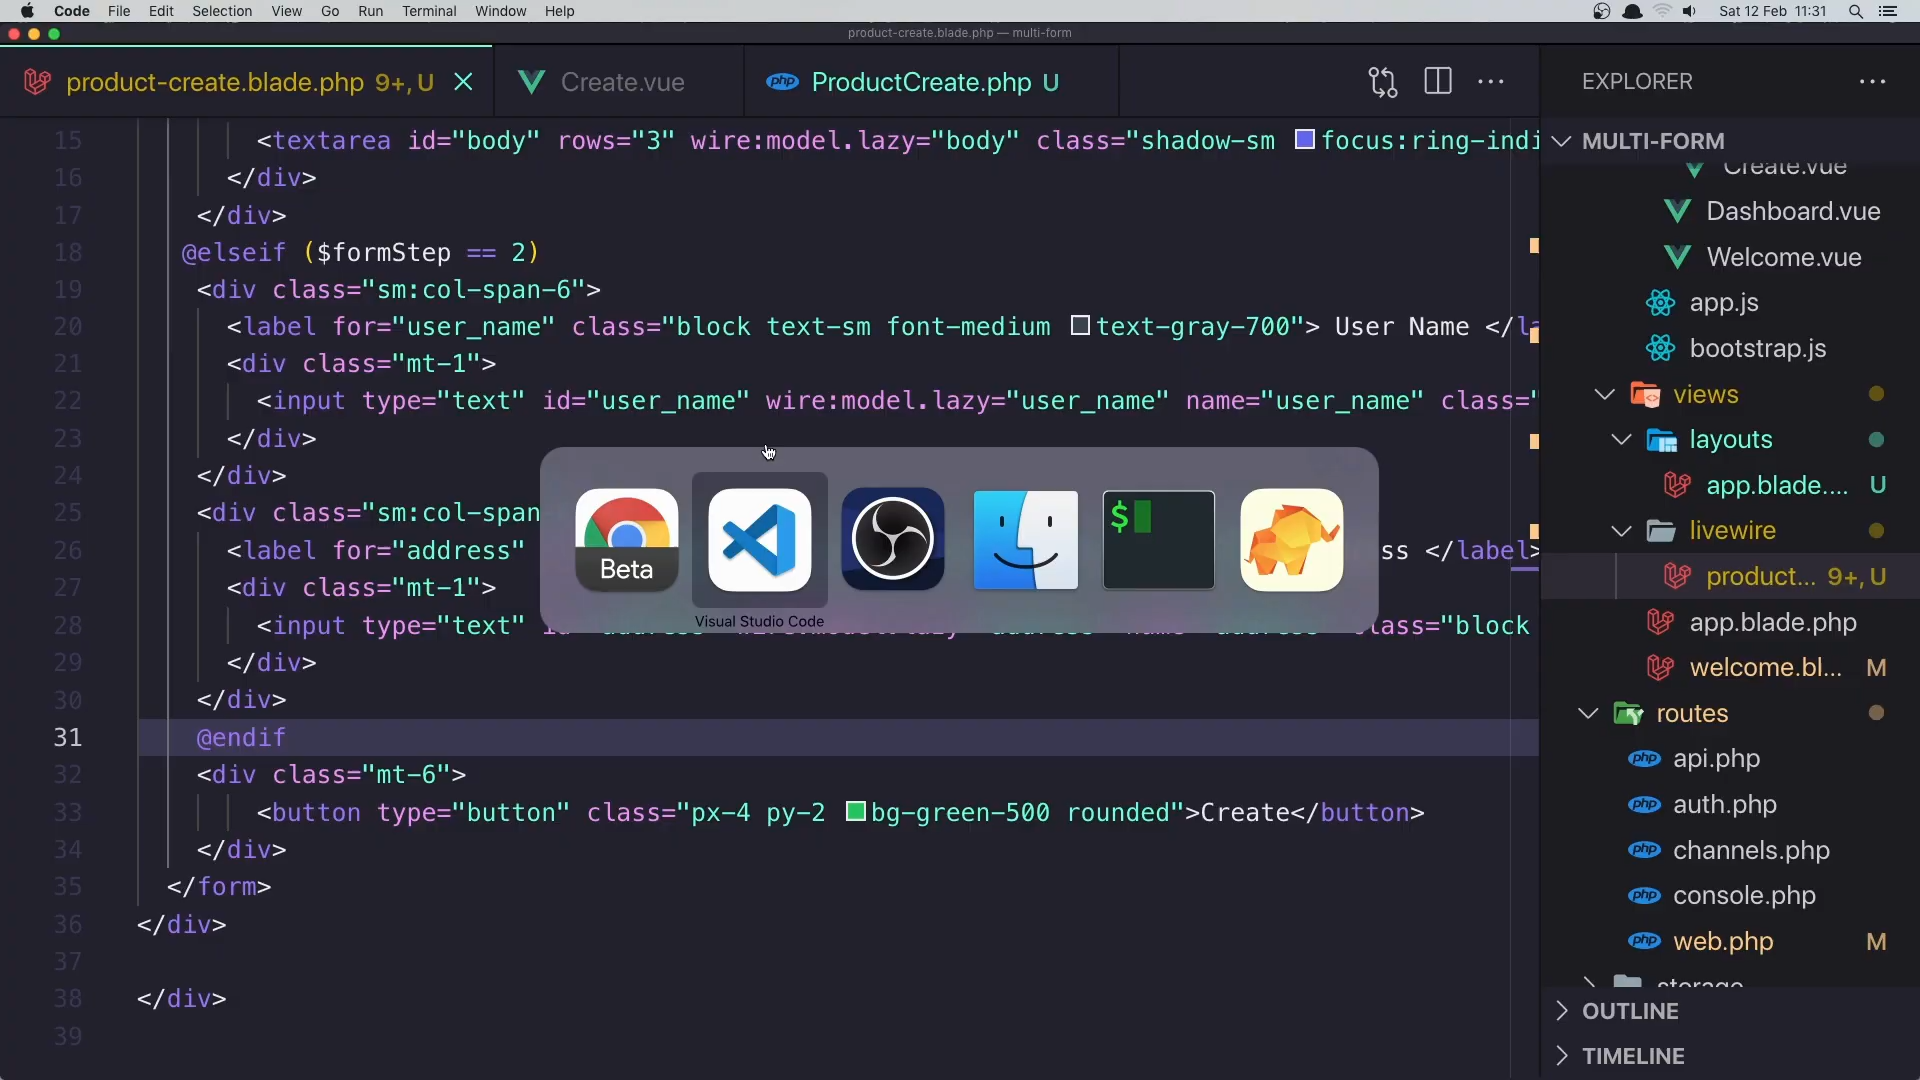 Code File Edit Selection View Go Run Terminal Window Help Sat 12 Feb 11:31
product-create.blade.php — multi-form
product-create.blade.php 9+, U Create.vue php ProductCreate.php U EXPLORER
MULTI-FORM
15 <textarea id="body" rows="3" wire:model.lazy="body" class="shadow-sm focus:ring-indi
16 </div>
17 </div>
18 @elseif ($formStep == 2)
19 <div class="sm:col-span-6">
20 <label for="user_name" class="block text-sm font-medium text-gray-700"> User Name </la
21 <div class="mt-1">
22 <input type="text" id="user_name" wire:model.lazy="user_name" name="user_name" class="
23 </div>
24 </div>
25 <div class="sm:col-span
26 <label for="address" ss </label>
27 <div class="mt-1">
28 <input type="text" lass="block
29 </div>
30 </div>
31 @endif
32 <div class="mt-6">
33 <button type="button" class="px-4 py-2 bg-green-500 rounded">Create</button>
34 </div>
35 </form>
36 </div>
37
38 </div>
39
Beta
$
Visual Studio Code
Create.vue
Dashboard.vue
Welcome.vue
app.js
bootstrap.js
views
layouts
app.blade.... U
livewire
product... 9+, U
app.blade.php
welcome.bl... M
routes
php api.php
php auth.php
php channels.php
php console.php
php web.php M
storage
OUTLINE
TIMELINE